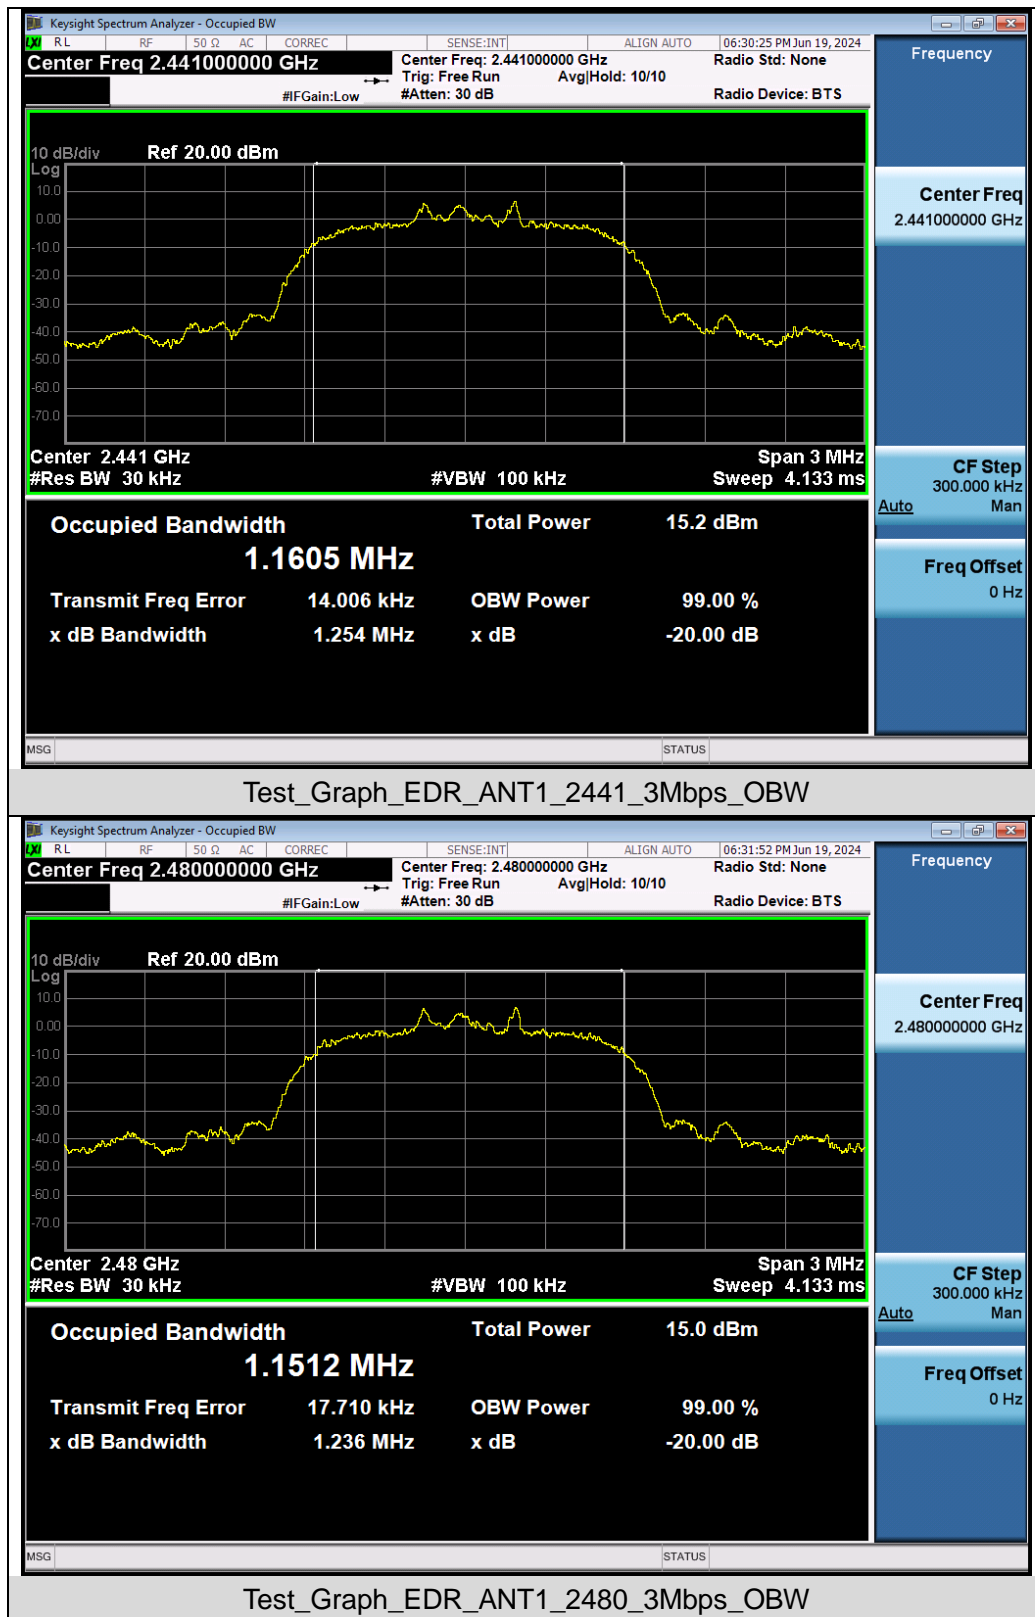 Keysight Spectrum Analyzer - Occupied BW
LXI RL RF 50 Ω AC CORREC SENSE:INT ALIGN AUTO 06:30:25 PM Jun 19, 2024
Center Freq 2.441000000 GHz
Center Freq: 2.441000000 GHz
Radio Std: None
Trig: Free Run Avg|Hold: 10/10
#IFGain:Low
#Atten: 30 dB
Radio Device: BTS
Frequency
10 dB/div Ref 20.00 dBm
Log
10.0
0.00
-10.0
-20.0
-30.0
-40.0
-50.0
-60.0
-70.0
Center Freq
2.441000000 GHz
Center 2.441 GHz
Span 3 MHz
#Res BW 30 kHz
#VBW 100 kHz
Sweep 4.133 ms
CF Step
300.000 kHz
Auto Man
Occupied Bandwidth
Total Power 15.2 dBm
1.1605 MHz
Freq Offset
0 Hz
Transmit Freq Error 14.006 kHz OBW Power 99.00 %
x dB Bandwidth 1.254 MHz x dB -20.00 dB
MSG STATUS
Test_Graph_EDR_ANT1_2441_3Mbps_OBW
Keysight Spectrum Analyzer - Occupied BW
LXI RL RF 50 Ω AC CORREC SENSE:INT ALIGN AUTO 06:31:52 PM Jun 19, 2024
Center Freq 2.480000000 GHz
Center Freq: 2.480000000 GHz
Radio Std: None
Trig: Free Run Avg|Hold: 10/10
#IFGain:Low
#Atten: 30 dB
Radio Device: BTS
Frequency
10 dB/div Ref 20.00 dBm
Log
10.0
0.00
-10.0
-20.0
-30.0
-40.0
-50.0
-60.0
-70.0
Center Freq
2.480000000 GHz
Center 2.48 GHz
Span 3 MHz
#Res BW 30 kHz
#VBW 100 kHz
Sweep 4.133 ms
CF Step
300.000 kHz
Auto Man
Occupied Bandwidth
Total Power 15.0 dBm
1.1512 MHz
Freq Offset
0 Hz
Transmit Freq Error 17.710 kHz OBW Power 99.00 %
x dB Bandwidth 1.236 MHz x dB -20.00 dB
MSG STATUS
Test_Graph_EDR_ANT1_2480_3Mbps_OBW